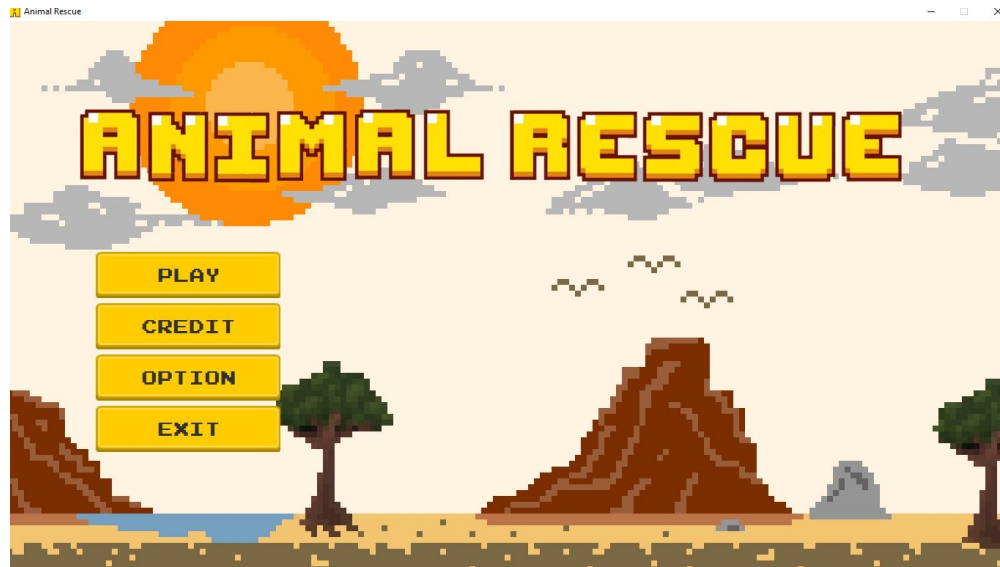 Animal Rescue
ANIMAL RESCUE
PLAY
CREDIT
OPTION
EXIT